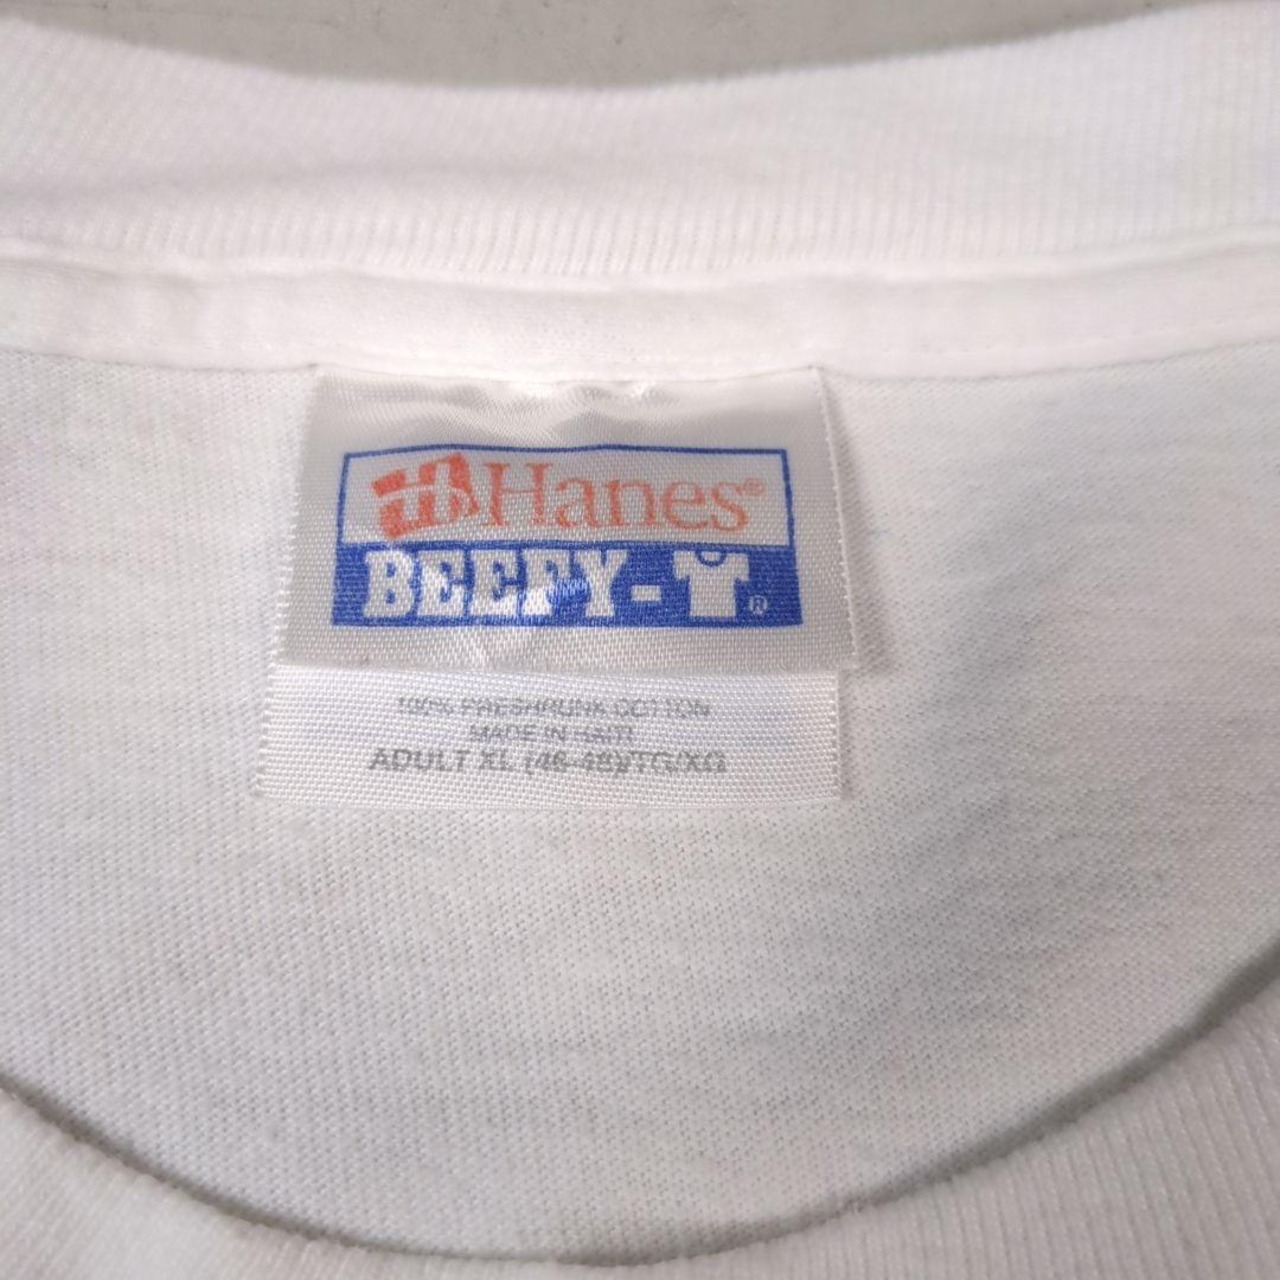 Hanes®
BEEFY-T®
100% PRESHRUNK COTTON
MADE IN HAITI
ADULT XL (46-48)/TG/XG